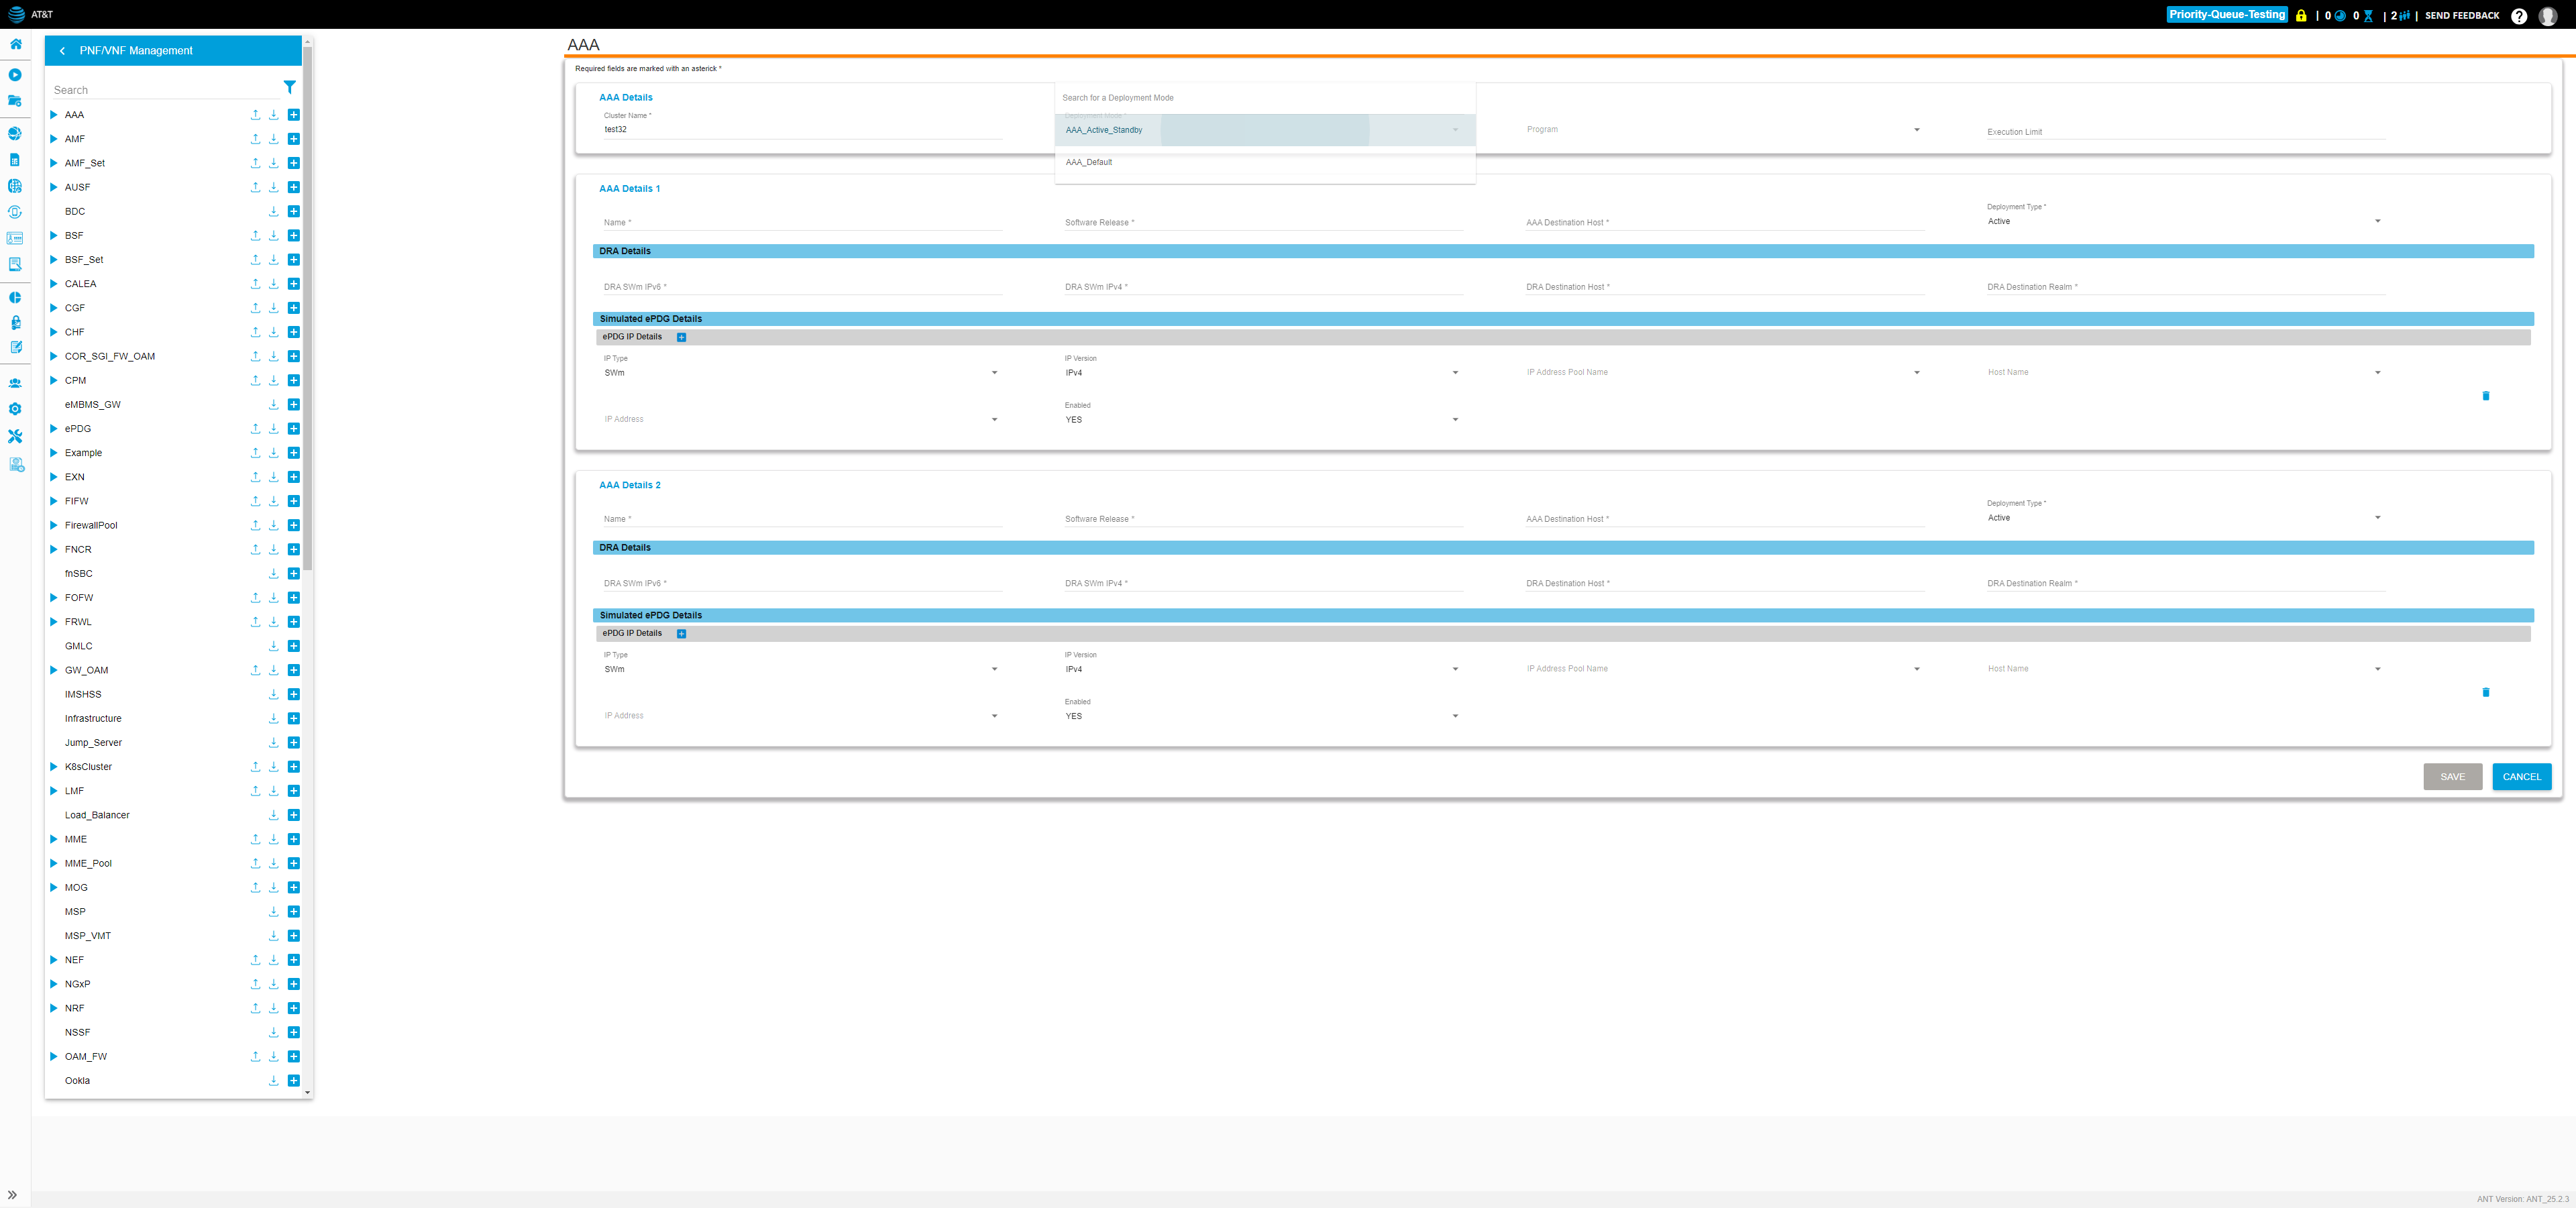 AT&T
Priority-Queue-Testing | 0 0 | 2 | SEND FEEDBACK
PNF/VNF Management
Search
AAA
AMF
AMF_Set
AUSF
BDC
BSF
BSF_Set
CALEA
CGF
CHF
COR_SGI_FW_OAM
CPM
eMBMS_GW
ePDG
Example
EXN
FIFW
FirewallPool
FNCR
fnSBC
FOFW
FRWL
GMLC
GW_OAM
IMSHSS
Infrastructure
Jump_Server
K8sCluster
LMF
Load_Balancer
MME
MME_Pool
MOG
MSP
MSP_VMT
NEF
NGxP
NRF
NSSF
OAM_FW
Ookla
AAA
Required fields are marked with an asterick *
AAA Details
Search for a Deployment Mode
Cluster Name *
Deployment Mode *
test32
AAA_Active_Standby
Program
Execution Limit
AAA_Default
AAA Details 1
Deployment Type *
Name *
Software Release *
AAA Destination Host *
Active
DRA Details
DRA SWm IPv6 *
DRA SWm IPv4 *
DRA Destination Host *
DRA Destination Realm *
Simulated ePDG Details
ePDG IP Details
IP Type
IP Version
SWm
IPv4
IP Address Pool Name
Host Name
Enabled
IP Address
YES
AAA Details 2
Deployment Type *
Name *
Software Release *
AAA Destination Host *
Active
DRA Details
DRA SWm IPv6 *
DRA SWm IPv4 *
DRA Destination Host *
DRA Destination Realm *
Simulated ePDG Details
ePDG IP Details
IP Type
IP Version
SWm
IPv4
IP Address Pool Name
Host Name
Enabled
IP Address
YES
SAVE
CANCEL
ANT Version: ANT_25.2.3